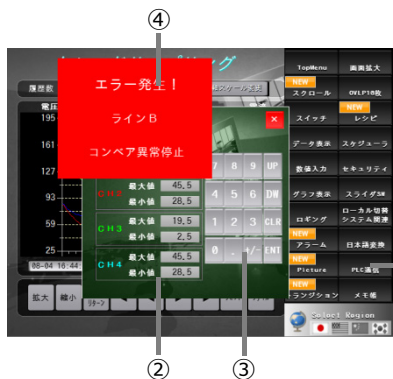 ④
エラー発生！
ラインB
コンベア異常停止
履歴数
195
161
127
93
59
25
最大値 45.5
最小値 28.5
CH3 最大値 19.5
最小値 2.5
CH4 最大値 45.5
最小値 28.5
7 8 9 UP
4 5 6 DW
1 2 3 CLR
0 . +/- ENT
拡大 縮小
TopMenu 画面拡大
NEW
スクロール OVLP10枚
NEW
スイッチ レシピ
データ表示 スケジューラ
数値入力 セキュリティ
グラフ表示 スライダSW
ロギング ローカル切替
システム関連
NEW
アラーム 日本語変換
NEW
Picture PLC通信
NEW
トランジション メモ帳
Select Region
② ③